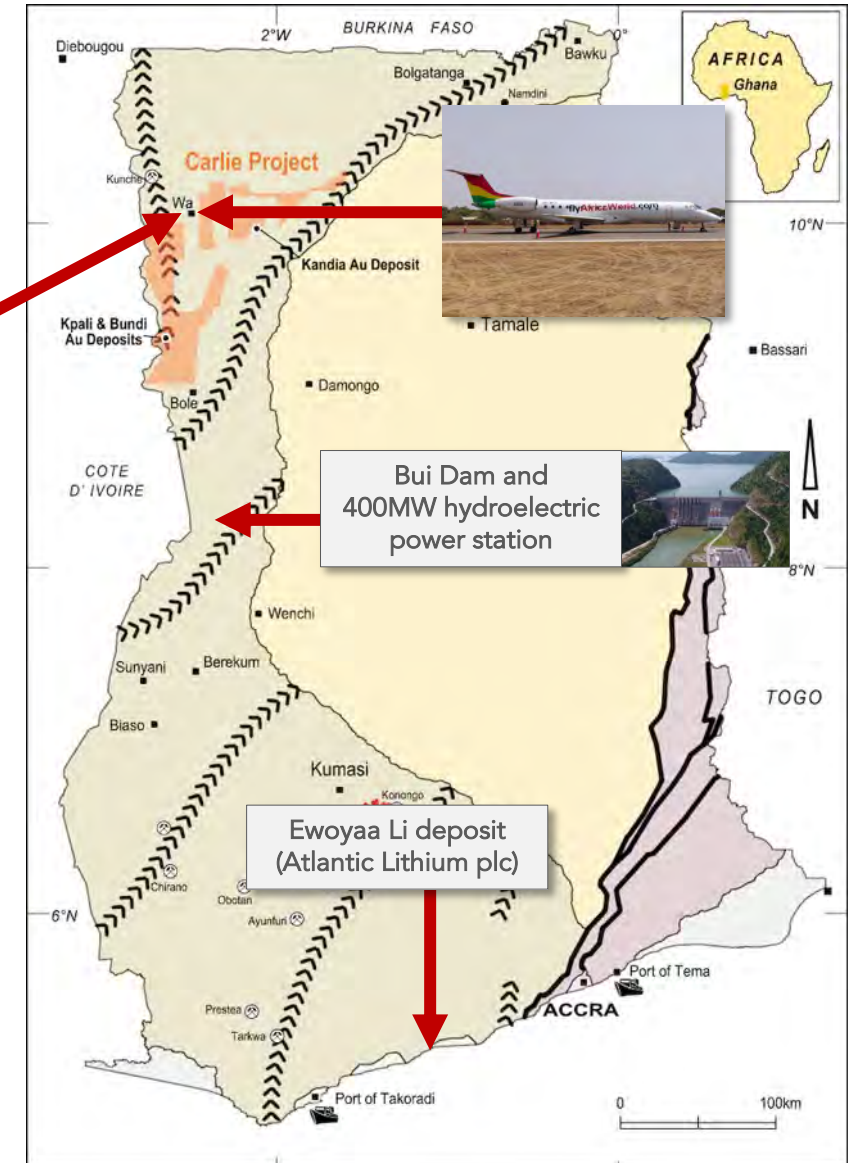 2°W
BURKINA FASO
0°
Diebougou
Bawku
Bolgatanga
Namdini
AFRICA
Ghana
Carlie Project
Kunche
Wa
flyAfricaWorld.com
10°N
Kandia Au Deposit
Kpali & Bundi
Au Deposits
Tamale
Bassari
Damongo
Bole
COTE
D' IVOIRE
Bui Dam and
400MW hydroelectric
power station
N
8°N
Wenchi
Sunyani
Berekum
TOGO
Biaso
Kumasi
Konongo
Ewoyaa Li deposit
(Atlantic Lithium plc)
Chirano
Obotan
6°N
Ayunfuri
Port of Tema
ACCRA
Prestea
Tarkwa
Port of Takoradi
0
100km